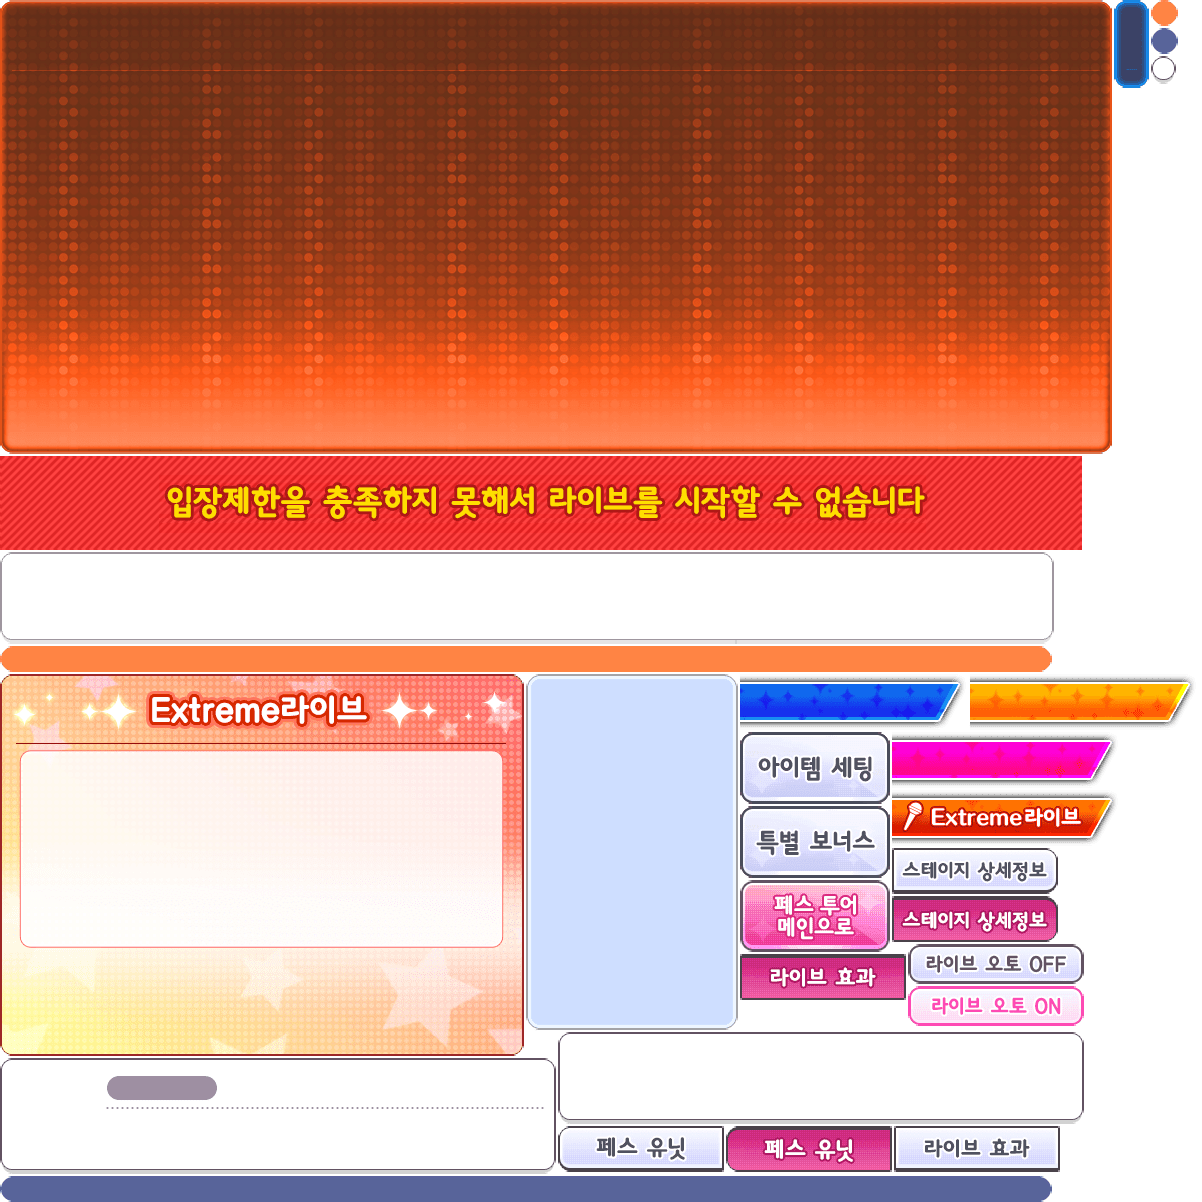 입장제한을 충족하지 못해서 라이브를 시작할 수 없습니다
Extreme라이브
아이템 세팅
Extreme라이브
특별 보너스
스테이지 상세정보
페스 투어
메인으로
스테이지 상세정보
라이브 효과
라이브 오토 OFF
라이브 오토 ON
페스 유닛
페스 유닛
라이브 효과